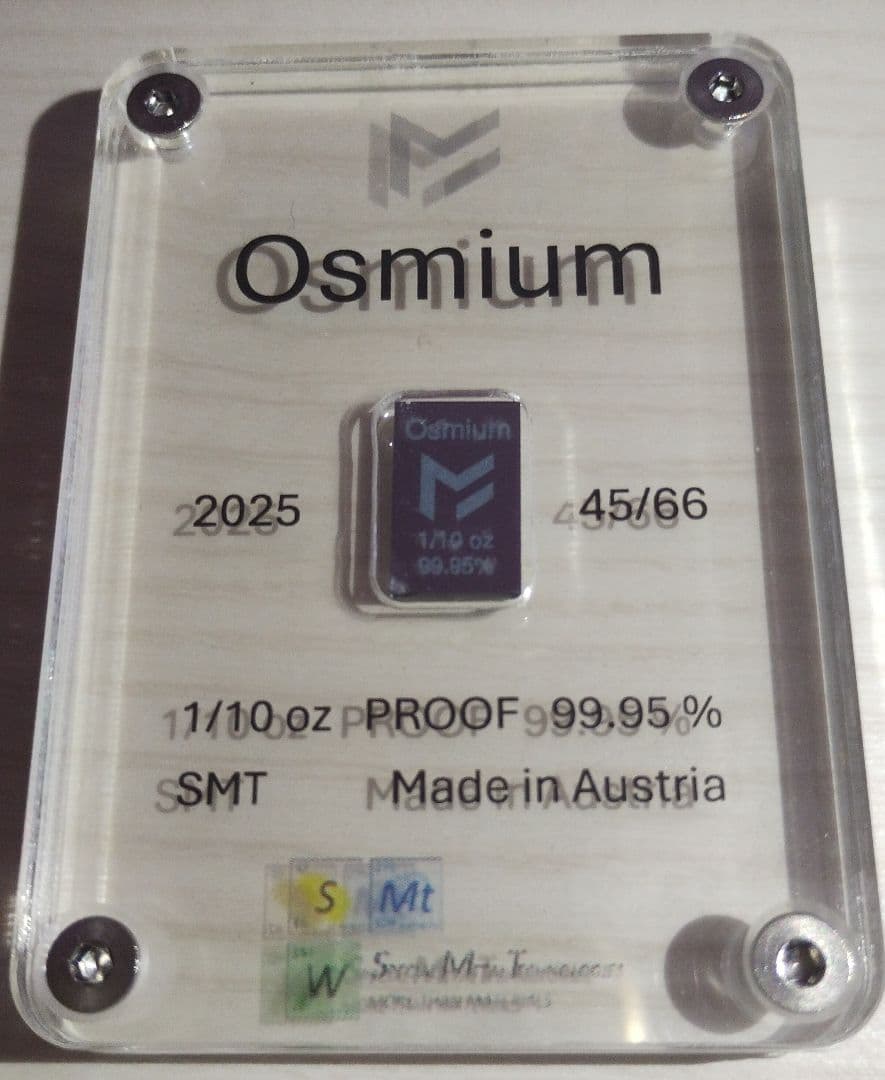 Osmium
Osmium
2025
45/66
1/10 oz
99.95%
1/10 oz PROOF 99.95 %
SMT Made in Austria
S Mt
W